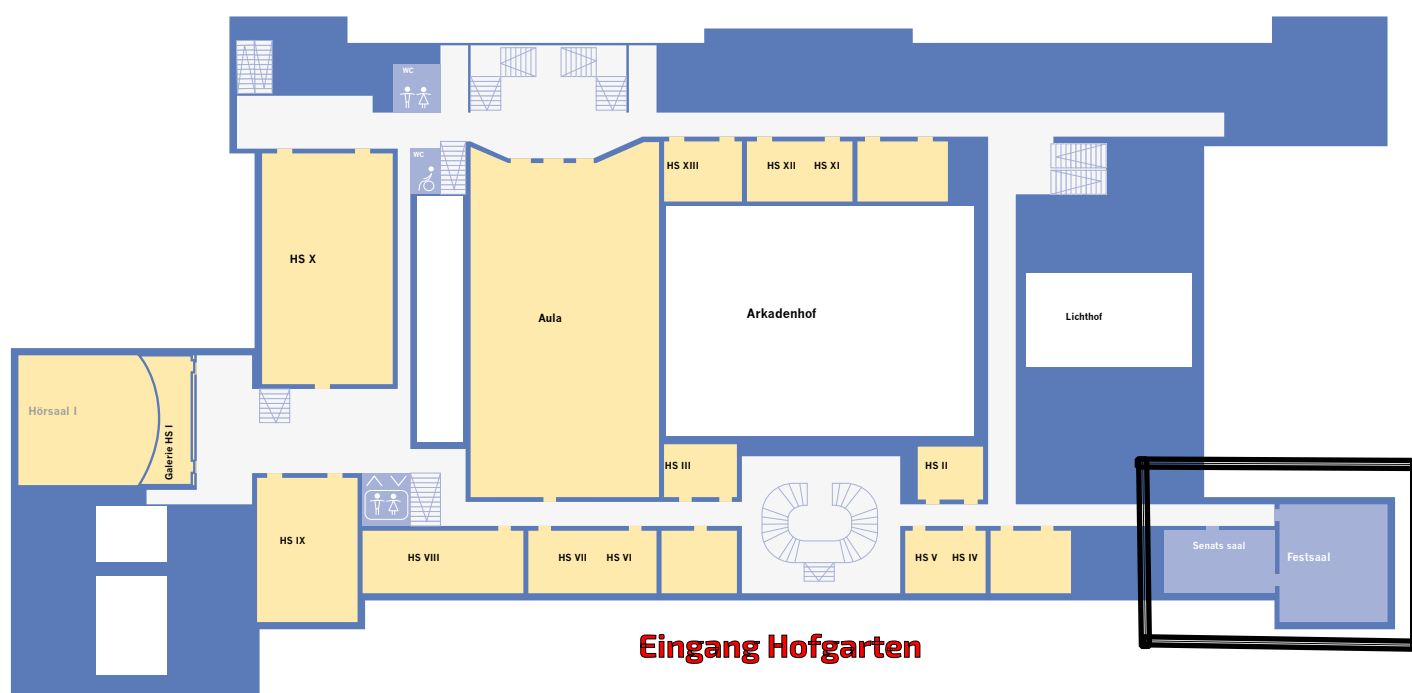 WC
WC
HS XIII
HS XII
HS XI
HS X
Aula
Arkadenhof
Lichthof
Hörsaal I
Galerie HS I
HS III
HS II
HS IX
HS VIII
HS VII
HS VI
HS V
HS IV
Senats saal
Festsaal
Eingang Hofgarten